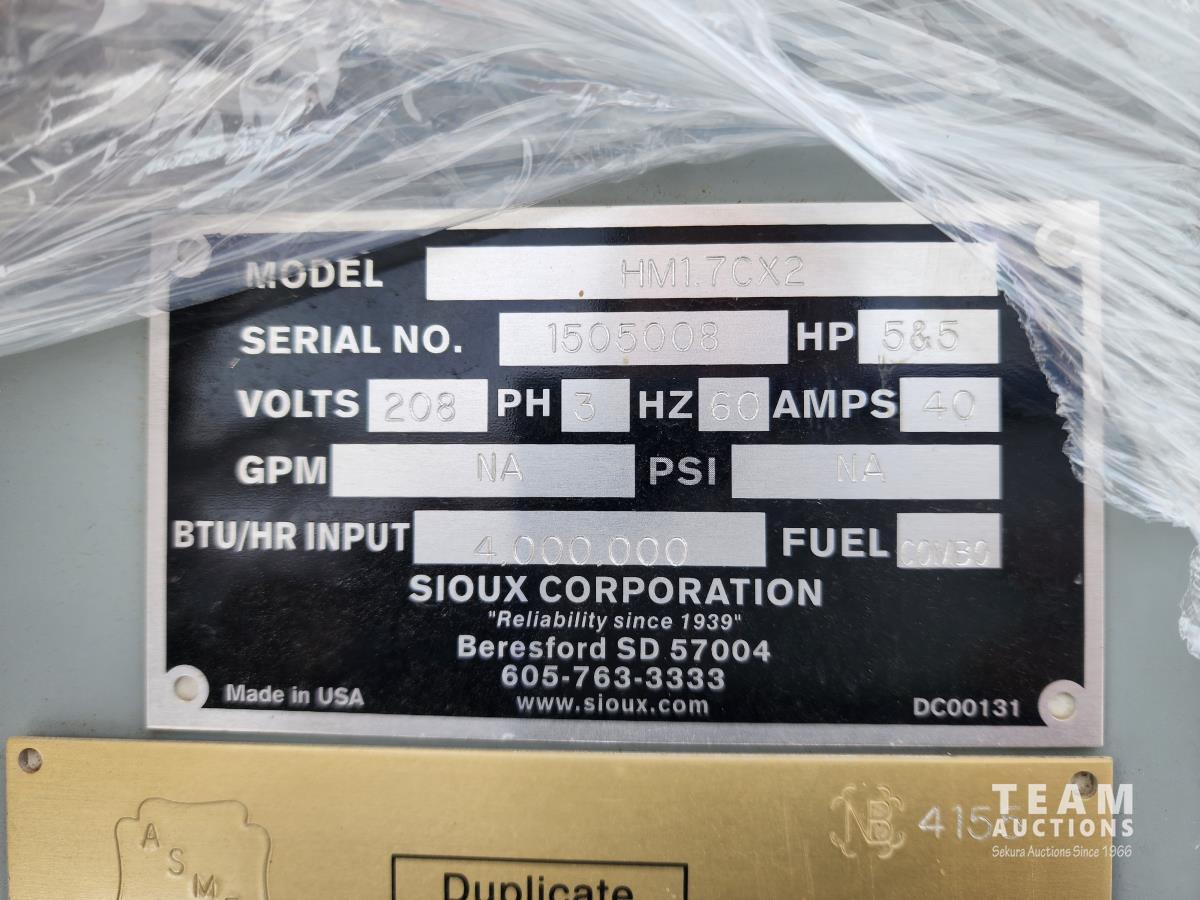 MODEL HM1.7CX2
SERIAL NO. 1505008 HP 5&5
VOLTS 208 PH 3 HZ 60 AMPS 40
GPM NA PSI NA
BTU/HR INPUT 4,000,000 FUEL COMBO
SIOUX CORPORATION
"Reliability since 1939"
Beresford SD 57004
605-763-3333
www.sioux.com
Made in USA DC00131
NB
TEAM
AUCTIONS
Sekura Auctions Since 1966
ASM
Duplicate